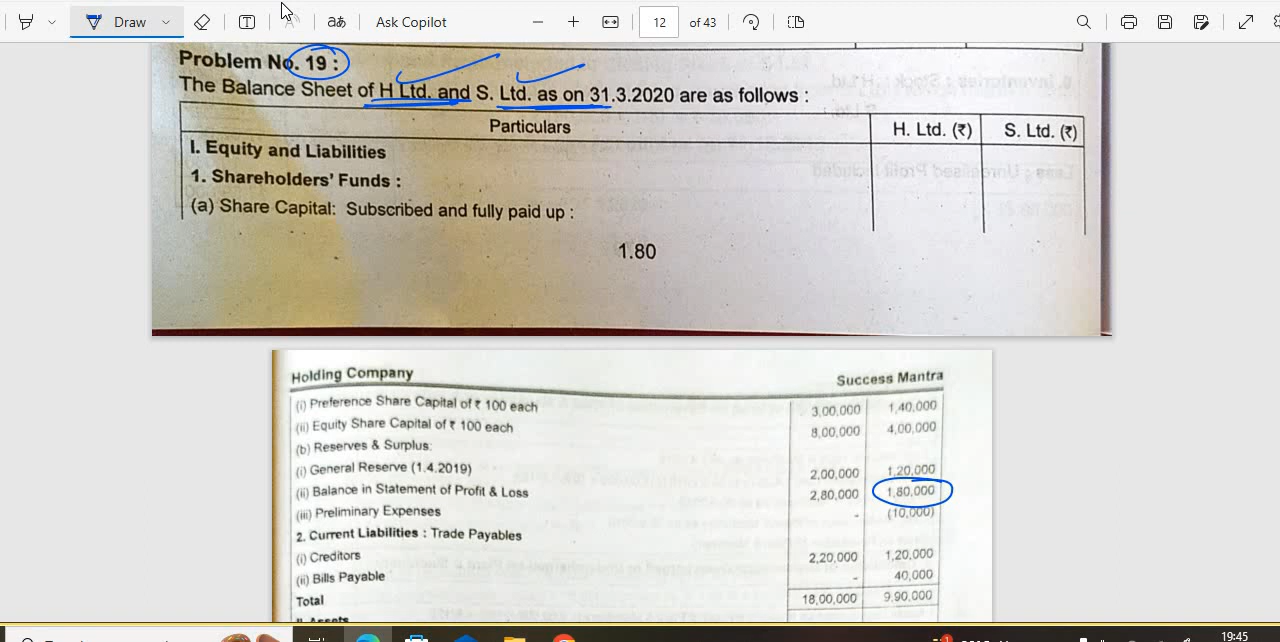 Draw
Ask Copilot
12 of 43
Problem No. 19 :
The Balance Sheet of H Ltd. and S. Ltd. as on 31.3.2020 are as follows :
Particulars H. Ltd. (₹) S. Ltd. (₹)
I. Equity and Liabilities
1. Shareholders' Funds :
(a) Share Capital: Subscribed and fully paid up :
1.80
Holding Company Success Mantra
(i) Preference Share Capital of ₹ 100 each 3,00,000 1,40,000
(ii) Equity Share Capital of ₹ 100 each 8,00,000 4,00,000
(b) Reserves & Surplus:
(i) General Reserve (1.4.2019) 2,00,000 1,20,000
(ii) Balance in Statement of Profit & Loss 2,80,000 1,80,000
(iii) Preliminary Expenses - (10,000)
2. Current Liabilities : Trade Payables
(i) Creditors 2,20,000 1,20,000
(ii) Bills Payable - 40,000
Total 18,00,000 9,90,000
II. Assets
19:45